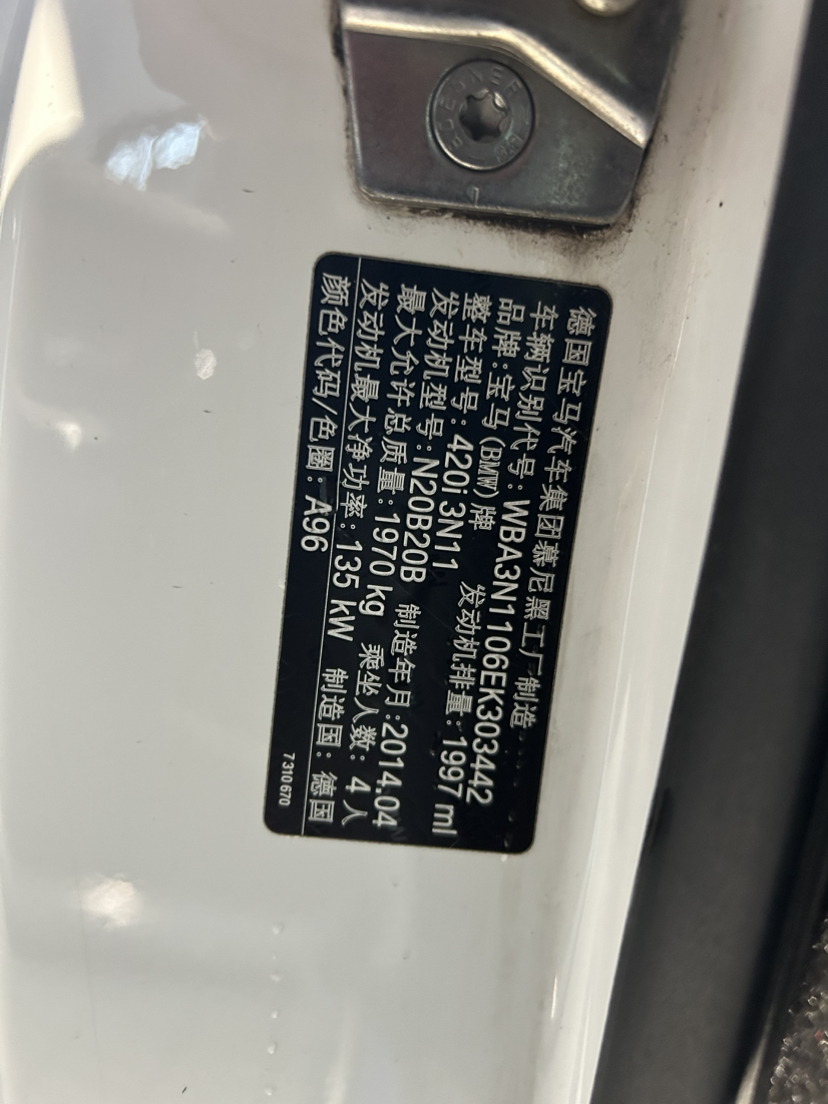 德国宝马汽车集团慕尼黑工厂制造
车辆识别代号：WBA3N1106EK303442
品牌：宝马(BMW)牌
整车型号：420i 3N11 发动机排量：1997 ml
发动机型号：N20B20B 制造年月：2014.04
最大允许总质量：1970 kg 乘坐人数：4 人
发动机最大净功率：135 kW 制造国：德国
颜色代码/色圈：A96
7 310 670